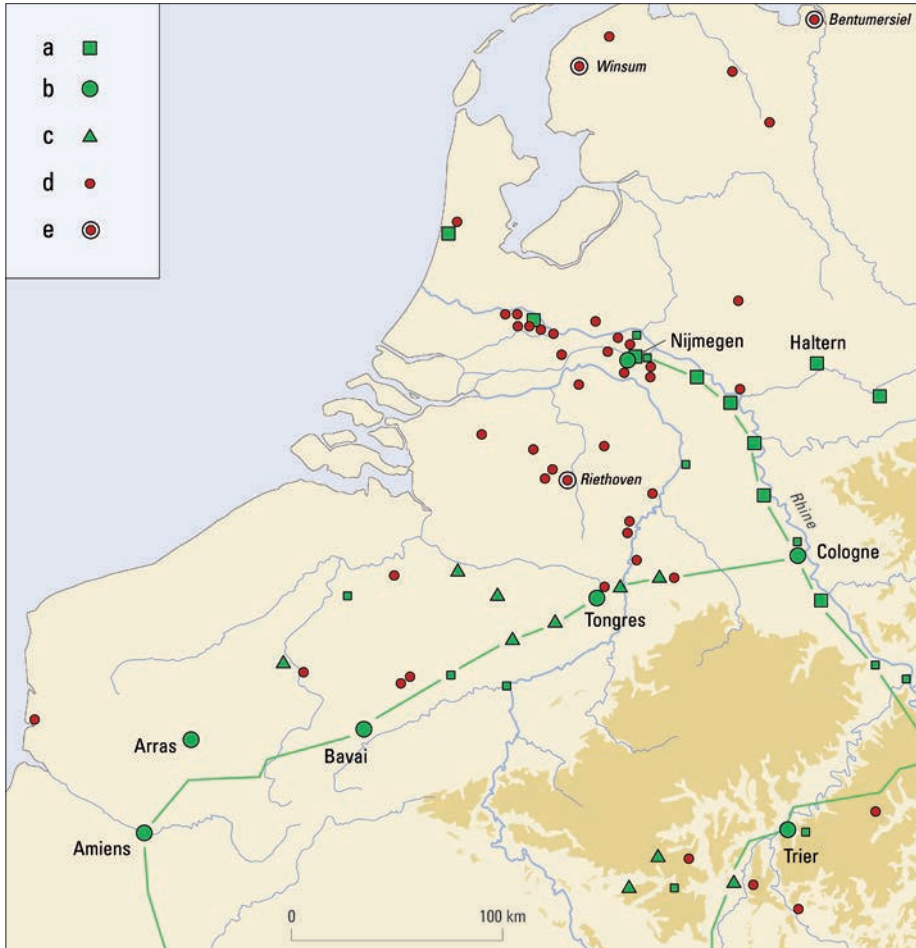 a
b
c
d
e
Bentumersiel
Winsum
Nijmegen
Haltern
Riethoven
Rhine
Cologne
Tongres
Arras
Bavai
Amiens
Trier
0 100 km